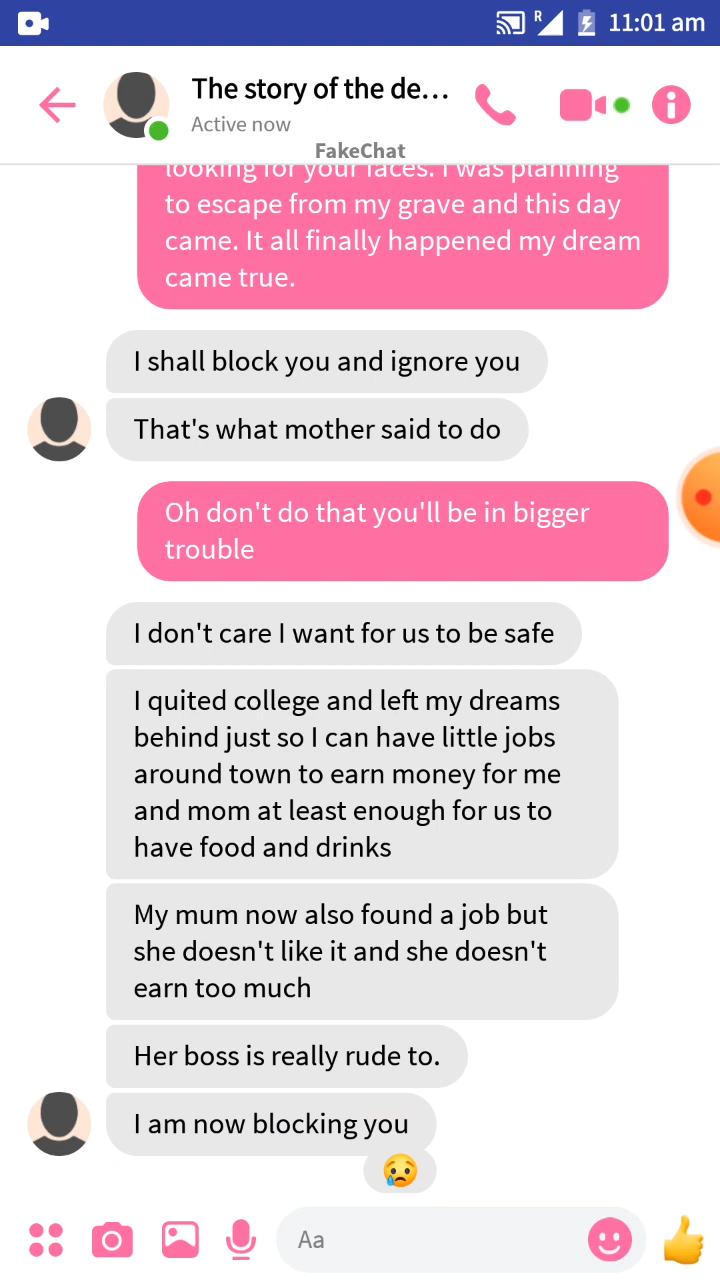 R 11:01 am
The story of the de...
Active now
FakeChat
looking for your faces. I was planning
to escape from my grave and this day
came. It all finally happened my dream
came true.
I shall block you and ignore you
That's what mother said to do
Oh don't do that you'll be in bigger
trouble
I don't care I want for us to be safe
I quited college and left my dreams
behind just so I can have little jobs
around town to earn money for me
and mom at least enough for us to
have food and drinks
My mum now also found a job but
she doesn't like it and she doesn't
earn too much
Her boss is really rude to.
I am now blocking you
Aa